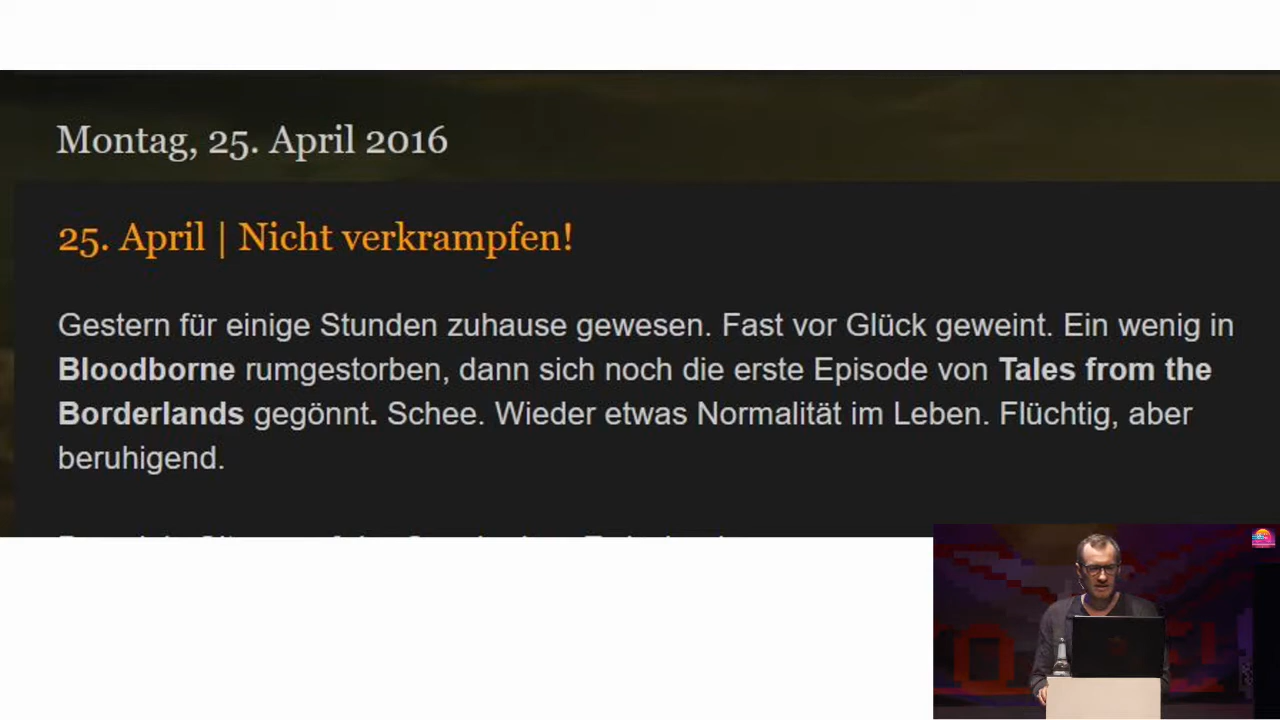 Montag, 25. April 2016
25. April | Nicht verkrampfen!
Gestern für einige Stunden zuhause gewesen. Fast vor Glück geweint. Ein wenig in
Bloodborne rumgestorben, dann sich noch die erste Episode von Tales from the
Borderlands gegönnt. Schee. Wieder etwas Normalität im Leben. Flüchtig, aber
beruhigend.